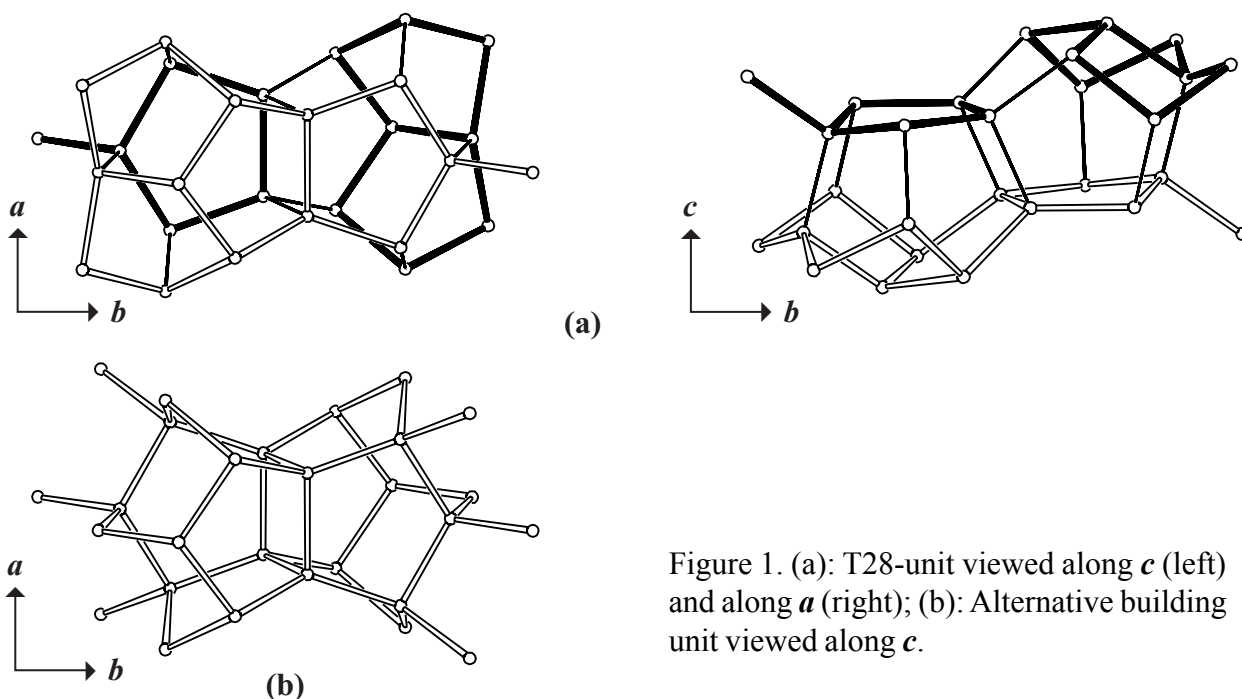 a
b
(a)
c
b
a
b
(b)
Figure 1. (a): T28-unit viewed along c (left)
and along a (right); (b): Alternative building
unit viewed along c.